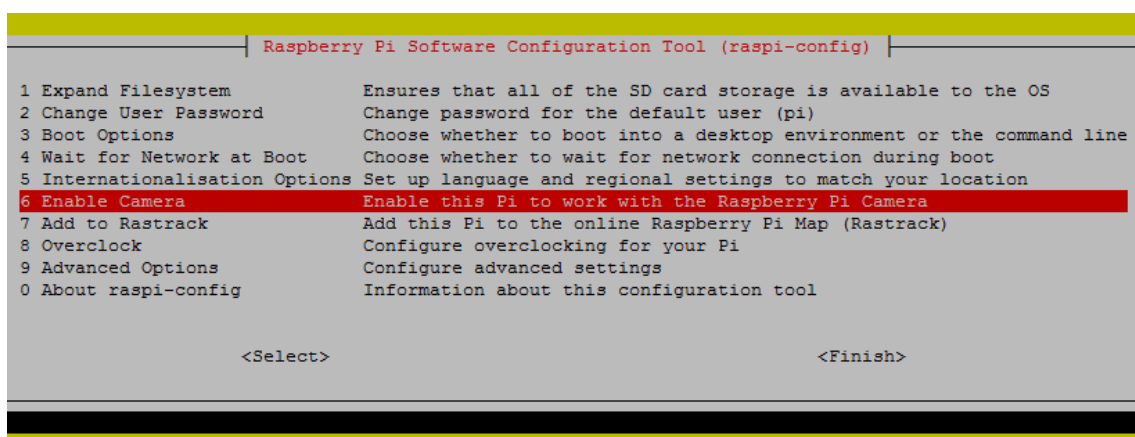 Raspberry Pi Software Configuration Tool (raspi-config)
1 Expand Filesystem Ensures that all of the SD card storage is available to the OS
2 Change User Password Change password for the default user (pi)
3 Boot Options Choose whether to boot into a desktop environment or the command line
4 Wait for Network at Boot Choose whether to wait for network connection during boot
5 Internationalisation Options Set up language and regional settings to match your location
6 Enable Camera Enable this Pi to work with the Raspberry Pi Camera
7 Add to Rastrack Add this Pi to the online Raspberry Pi Map (Rastrack)
8 Overclock Configure overclocking for your Pi
9 Advanced Options Configure advanced settings
0 About raspi-config Information about this configuration tool
<Select> <Finish>